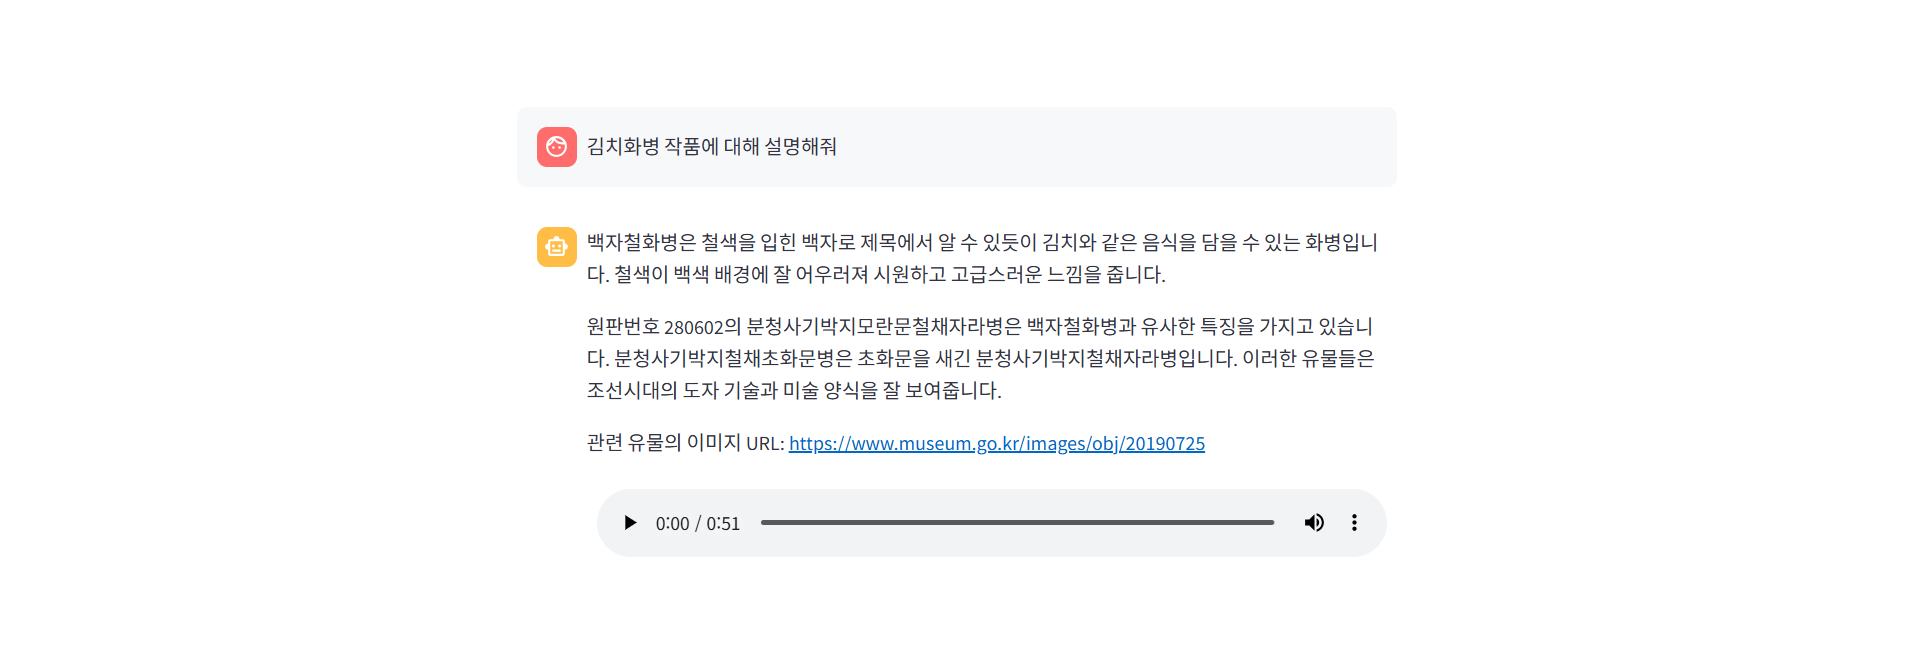 김치화병 작품에 대해 설명해줘
백자철화병은 철색을 입힌 백자로 제목에서 알 수 있듯이 김치와 같은 음식을 담을 수 있는 화병입니
다. 철색이 백색 배경에 잘 어우러져 시원하고 고급스러운 느낌을 줍니다.
원판번호 280602의 분청사기박지모란문철채자라병은 백자철화병과 유사한 특징을 가지고 있습니
다. 분청사기박지철채초화문병은 초화문을 새긴 분청사기박지철채자라병입니다. 이러한 유물들은
조선시대의 도자 기술과 미술 양식을 잘 보여줍니다.
관련 유물의 이미지 URL: https://www.museum.go.kr/images/obj/20190725
0:00 / 0:51